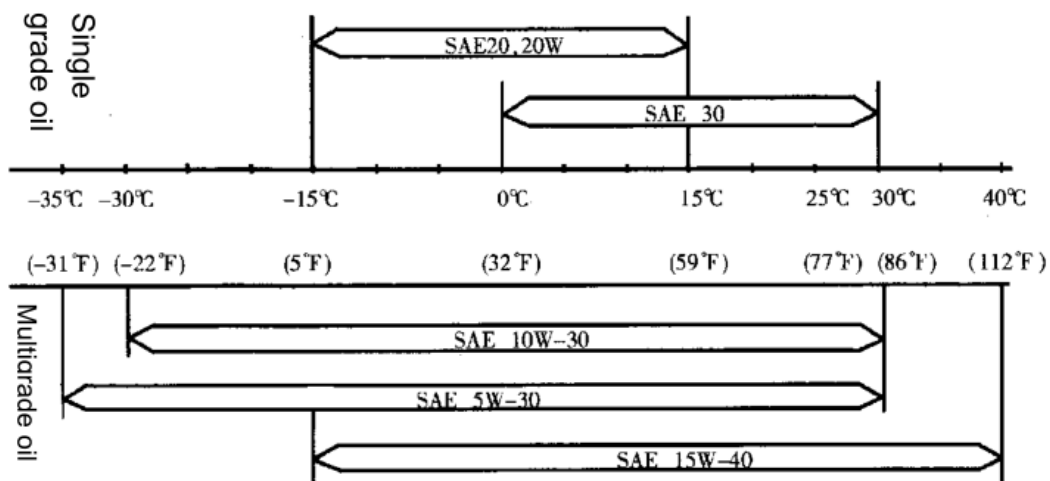 Single
grade oil
SAE20,20W
SAE 30
-35℃ -30℃ -15℃ 0℃ 15℃ 25℃ 30℃ 40℃
(-31°F) (-22°F) (5°F) (32°F) (59°F) (77°F) (86°F) (112°F)
Multigrade oil
SAE 10W-30
SAE 5W-30
SAE 15W-40